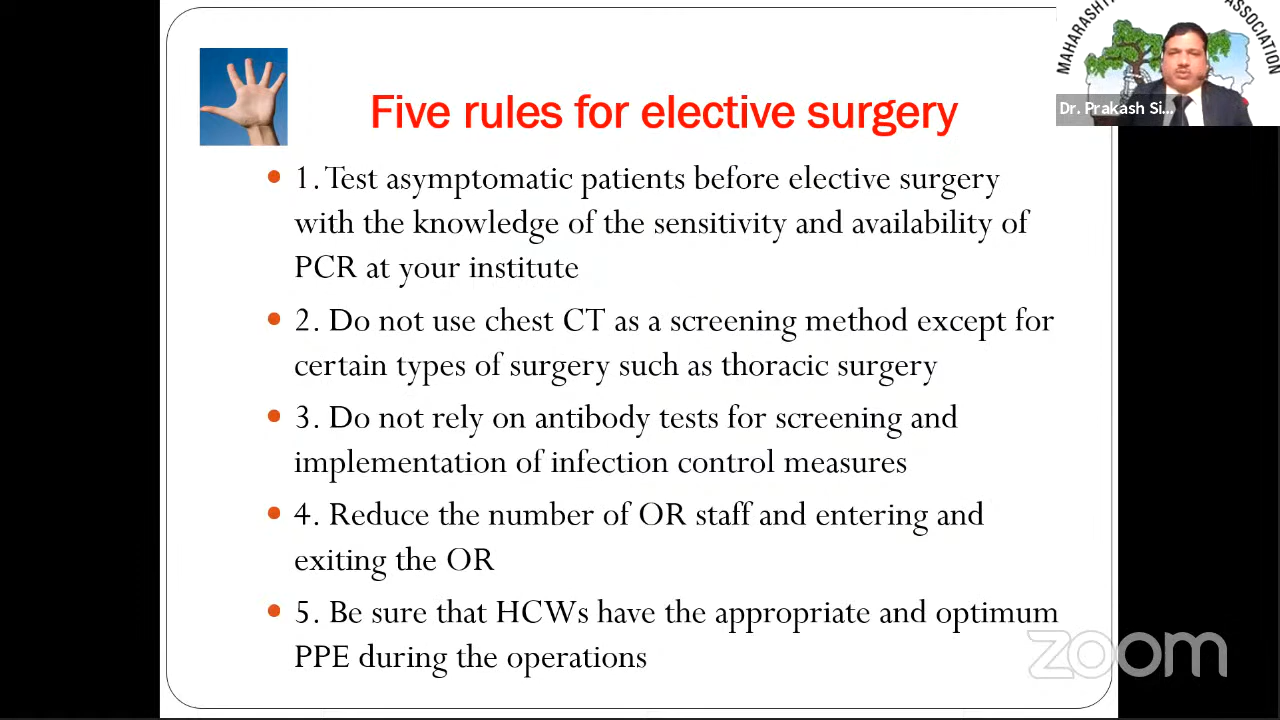 Five rules for elective surgery
1. Test asymptomatic patients before elective surgery
with the knowledge of the sensitivity and availability of
PCR at your institute
2. Do not use chest CT as a screening method except for
certain types of surgery such as thoracic surgery
3. Do not rely on antibody tests for screening and
implementation of infection control measures
4. Reduce the number of OR staff and entering and
exiting the OR
5. Be sure that HCWs have the appropriate and optimum
PPE during the operations
ASSOCIATION
Dr. Prakash Si...
zoom